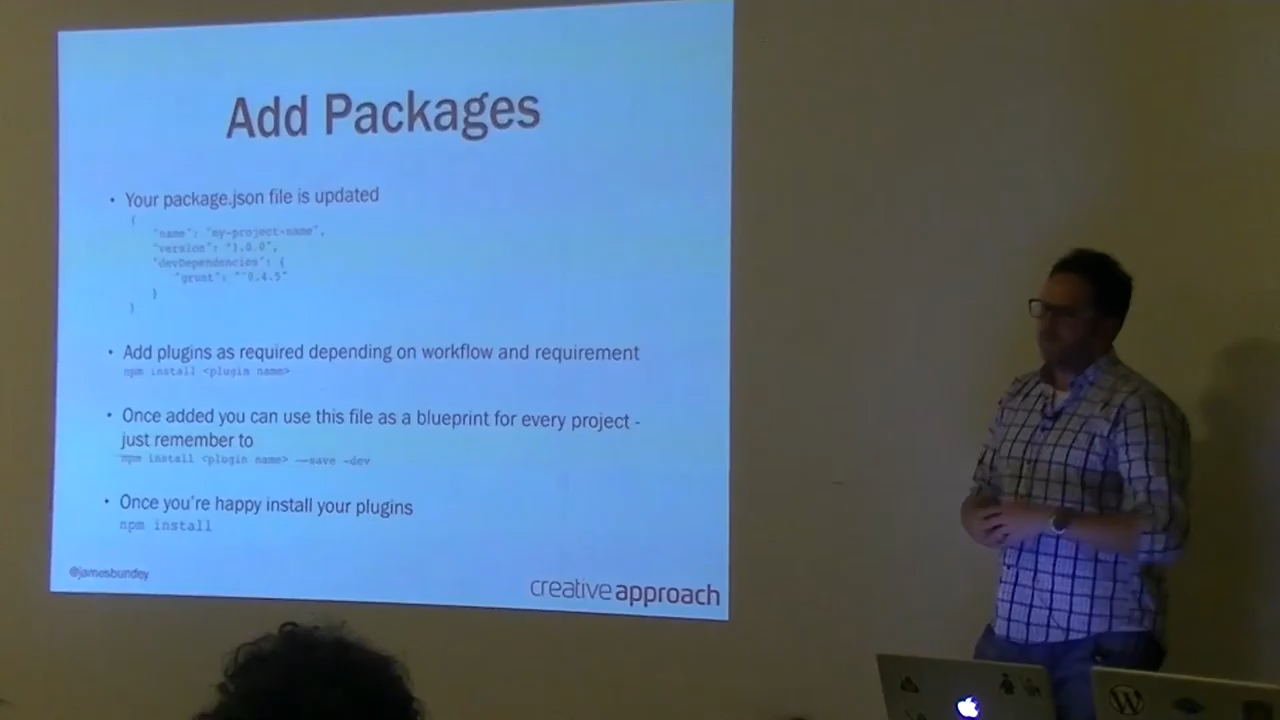 Add Packages
• Your package.json file is updated
{
"name": "my-project-name",
"version": "1.0.0",
"devDependencies": {
"grunt": "^0.4.5"
}
}
• Add plugins as required depending on workflow and requirement
npm install <plugin name>
• Once added you can use this file as a blueprint for every project -
just remember to
npm install <plugin name> —save -dev
• Once you're happy install your plugins
npm install
@jamesbundey
creativeapproach